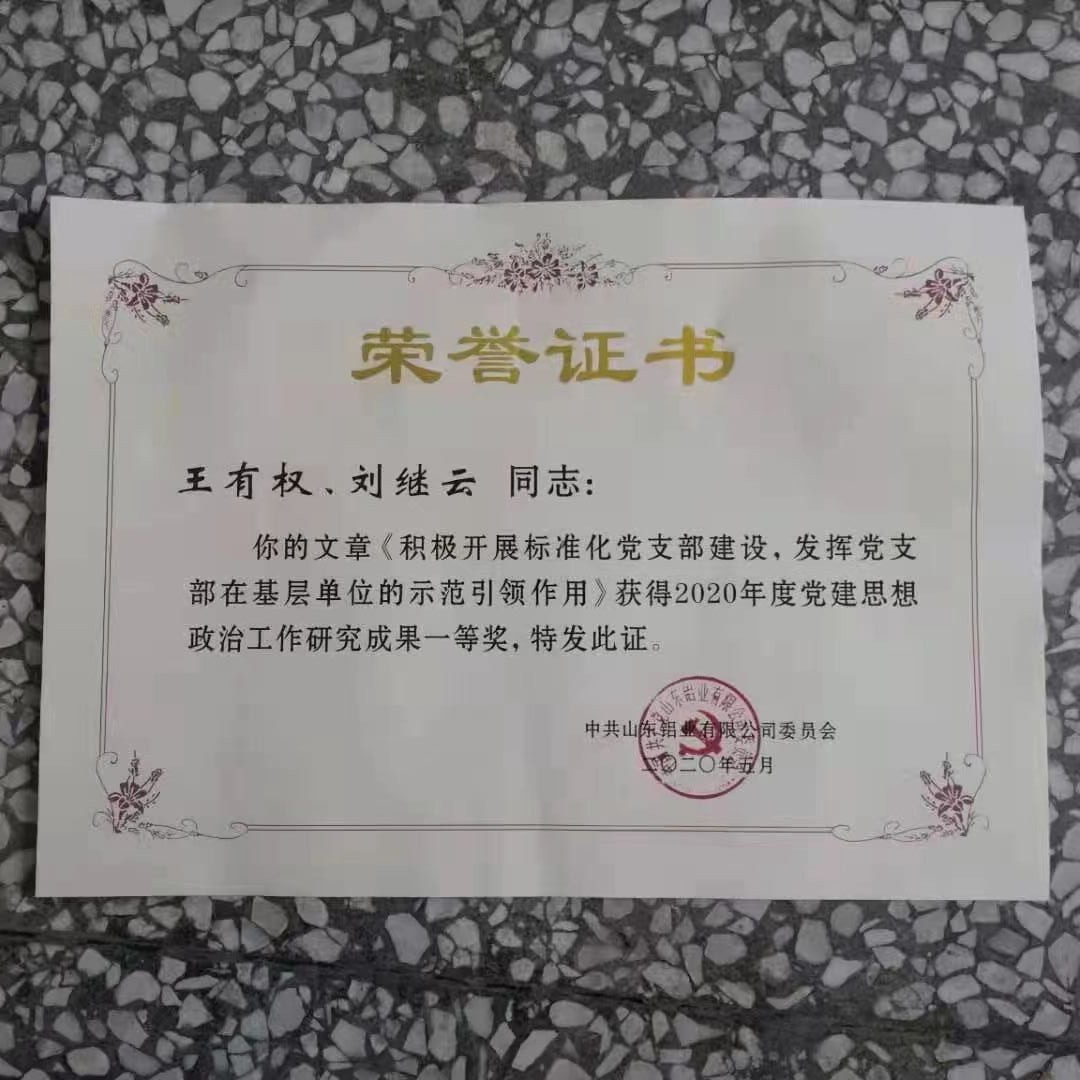 荣誉证书
王有权、刘继云 同志：
你的文章《积极开展标准化党支部建设，发挥党支
部在基层单位的示范引领作用》获得2020年度党建思想
政治工作研究成果一等奖，特发此证。
中共山东铝业有限公司委员会
二〇二〇年五月